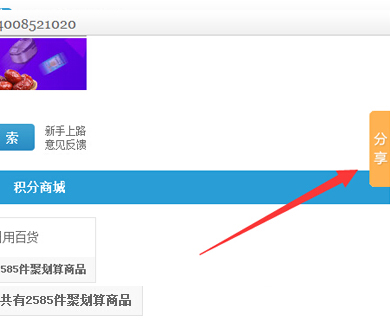 4008521020
索
新手上路
意见反馈
分
享
积分商城
用百货
2585件聚划算商品
共有2585件聚划算商品